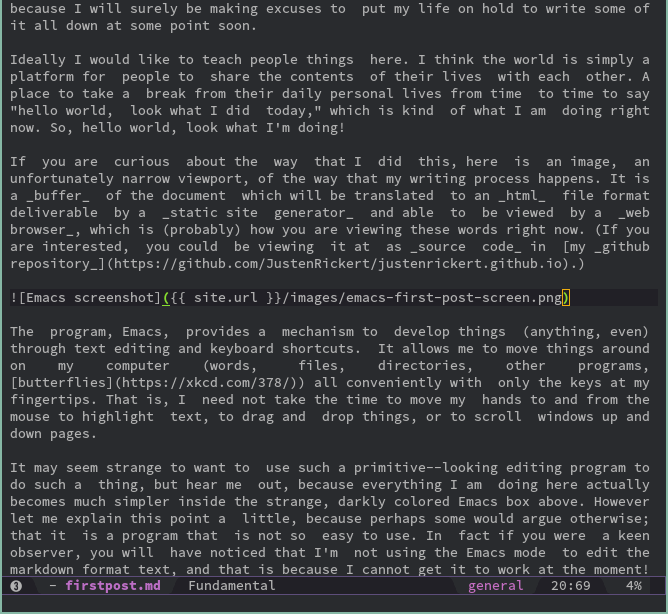 because I will surely be making excuses to  put my life on hold to write some of
it all down at some point soon.
Ideally I would like to teach people things  here. I think the world is simply a
platform for  people to  share the contents  of their lives  with each  other. A
place to take a  break from their daily personal lives from time  to time to say
"hello world,  look what I did  today," which is kind  of what I am  doing right
now. So, hello world, look what I'm doing!
If  you are  curious  about the  way  that I  did  this, here  is  an image,  an
unfortunately narrow viewport, of the way that my writing process happens. It is
a _buffer_  of the document  which will be translated  to an _html_  file format
deliverable  by a  _static site  generator_  and able  to  be viewed  by a  _web
browser_, which is (probably) how you are viewing these words right now. (If you
are interested,  you could  be viewing  it at  as _source  code_ in  [my _github
repository_](https://github.com/JustenRickert/justenrickert.github.io).)
![Emacs screenshot]({{ site.url }}/images/emacs-first-post-screen.png)
The  program, Emacs,  provides a  mechanism to  develop things  (anything, even)
through text editing and keyboard shortcuts.  It allows me to move things around
on    my    computer    (words,    files,    directories,    other    programs,
[butterflies](https://xkcd.com/378/)) all conveniently with  only the keys at my
fingertips. That is, I  need not take the time to move my  hands to and from the
mouse to highlight  text, to drag and  drop things, or to scroll  windows up and
down pages.
It may seem strange to want to  use such a primitive--looking editing program to
do such a  thing, but hear me  out, because everything I am  doing here actually
becomes much simpler inside the strange, darkly colored Emacs box above. However
let me explain this point a  little, because perhaps some would argue otherwise;
that it  is a program that  is not so  easy to use. In  fact if you were  a keen
observer, you will  have noticed that I'm  not using the Emacs mode  to edit the
markdown format text, and that is because I cannot get it to work at the moment!
❸ - firstpost.md Fundamental general 20:69 4%